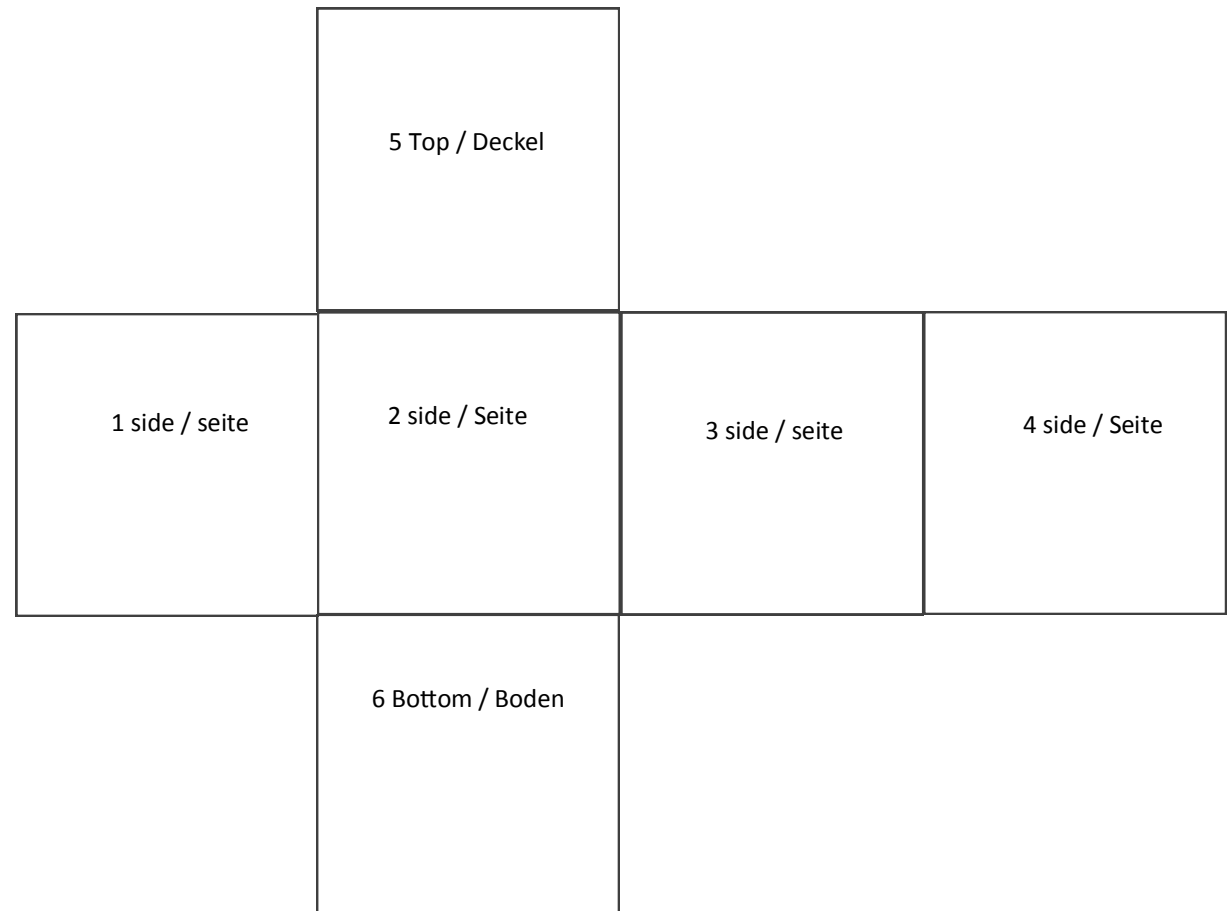 5 Top / Deckel
1 side / seite
2 side / Seite
3 side / seite
4 side / Seite
6 Bottom / Boden